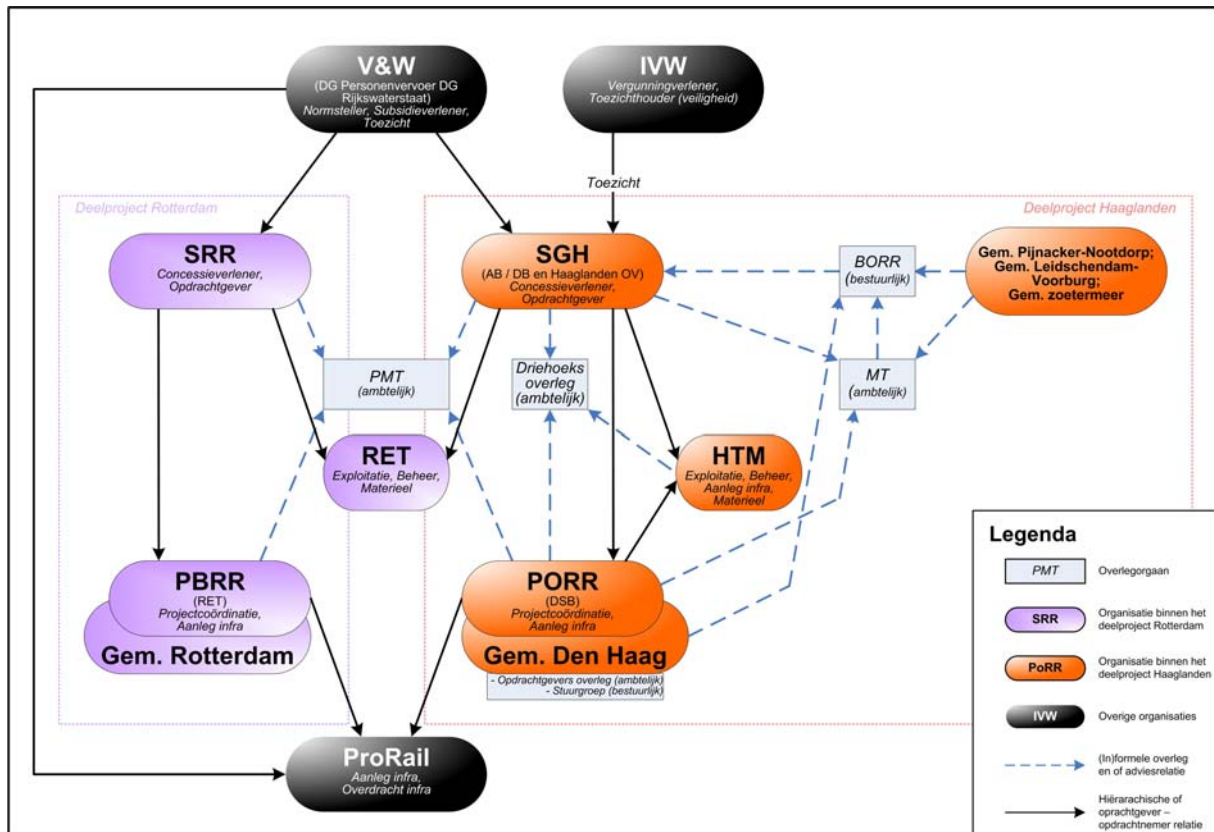 V&W
(DG Personenvervoer DG
Rijkswaterstaat)
Normsteller, Subsidieverlener,
Toezicht
IVW
Vergunningverlener,
Toezichthouder (veiligheid)
Toezicht
Deelproject Rotterdam
Deelproject Haaglanden
SRR
Concessieverlener,
Opdrachtgever
SGH
(AB / DB en Haaglanden OV)
Concessieverlener,
Opdrachtgever
BORR
(bestuurlijk)
Gem. Pijnacker-Nootdorp;
Gem. Leidschendam-
Voorburg;
Gem. zoetermeer
PMT
(ambtelijk)
Driehoeks
overleg
(ambtelijk)
MT
(ambtelijk)
RET
Exploitatie, Beheer,
Materieel
HTM
Exploitatie, Beheer,
Aanleg infra,
Materieel
PBRR
(RET)
Projectcoördinatie,
Aanleg infra
Gem. Rotterdam
PORR
(DSB)
Projectcoördinatie,
Aanleg infra
Gem. Den Haag
- Opdrachtgevers overleg (ambtelijk)
- Stuurgroep (bestuurlijk)
ProRail
Aanleg infra,
Overdracht infra
Legenda
PMT
Overlegorgaan
SRR
Organisatie binnen het
deelproject Rotterdam
PoRR
Organisatie binnen het
deelproject Haaglanden
IVW
Overige organisaties
(In)formele overleg
en of adviesrelatie
Hiërarachische of
oprachtgever –
opdrachtnemer relatie